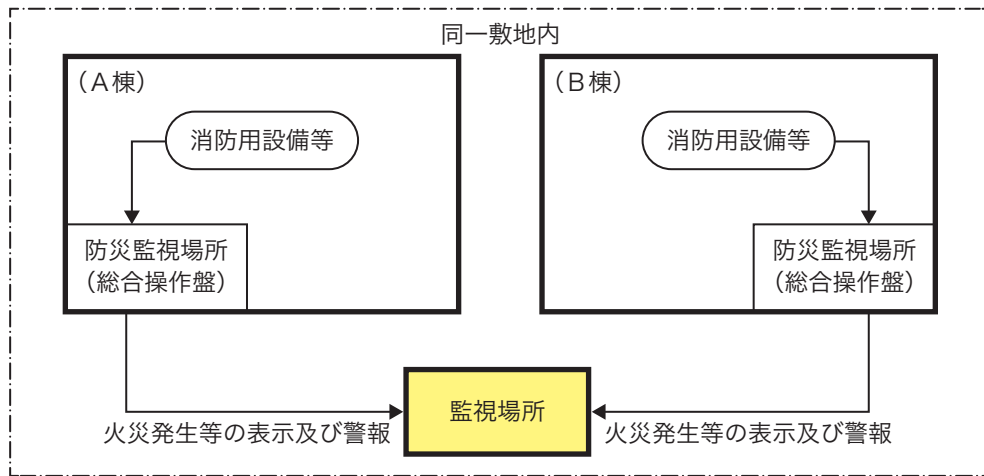 同一敷地内
（A棟）
消防用設備等
防災監視場所
（総合操作盤）
（B棟）
消防用設備等
防災監視場所
（総合操作盤）
監視場所
火災発生等の表示及び警報
火災発生等の表示及び警報